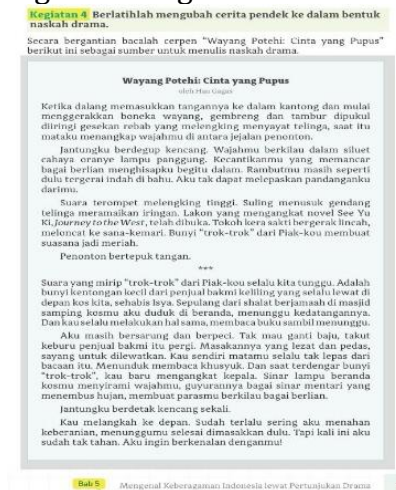 Kegiatan 4 Berlatihlah mengubah cerita pendek ke dalam bentuk
naskah drama.
Secara bergantian bacalah cerpen "Wayang Potehi: Cinta yang Pupus"
berikut ini sebagai sumber untuk menulis naskah drama.
Wayang Potehi: Cinta yang Pupus
oleh Han Gagas
Ketika dalang memasukkan tangannya ke dalam kantong dan mulai
menggerakkan boneka wayang, gembreng dan tambur dipukul
diiringi gesekan rebab yang melengking menyayat telinga, saat itu
mataku menangkap wajahmu di antara jejalan penonton.
Jantungku berdegup kencang. Wajahmu berkilau dalam siluet
cahaya oranye lampu panggung. Kecantikanmu yang memancar
bagai berlian menghisapku begitu dalam. Rambutmu masih seperti
dulu tergerai indah di bahu. Aku tak dapat melepaskan pandanganku
darimu.
Suara terompet melengking tinggi. Suling menusuk gendang
telinga meramaikan iringan. Lakon yang mengangkat novel See Yu
Ki, Journey to the West, telah dibuka. Tokoh kera sakti bergerak lincah,
meloncat ke sana-kemari. Bunyi "trok-trok" dari Piak-kou membuat
suasana jadi meriah.
Penonton bertepuk tangan.
***
Suara yang mirip "trok-trok" dari Piak-kou selalu kita tunggu. Adalah
bunyi kentongan kecil dari penjual bakmi keliling yang selalu lewat di
depan kos kita, sehabis Isya. Sepulang dari shalat berjamaah di masjid
samping kosmu aku duduk di beranda, menunggu kedatangannya.
Dan kau selalu melakukan hal sama, membaca buku sambil menunggu.
Aku masih bersarung dan berpeci. Tak mau ganti baju, takut
keburu penjual bakmi itu pergi. Masakannya yang lezat dan pedas,
sayang untuk dilewatkan. Kau sendiri matamu selalu tak lepas dari
bacaan itu. Menunduk membaca khusyuk. Dan saat terdengar bunyi
"trok-trok", kau baru mengangkat kepala. Sinar lampu beranda
kosmu menyirami wajahmu, guyurannya bagai sinar mentari yang
menembus hujan, membuat parasmu berkilau bagai berlian.
Jantungku berdetak kencang sekali.
Kau melangkah ke depan. Sudah terlalu sering aku menahan
keberanian, menunggumu selesai dimasakkan dulu. Tapi kali ini aku
sudah tak tahan. Aku ingin berkenalan denganmu!
Bab 5 Mengenal Keberagaman Indonesia lewat Pertunjukan Drama